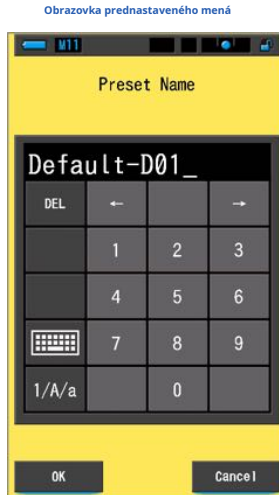 Obrazovka prednastaveného mená
M11
Preset Name
Default-D01_
DEL ← →
1 2 3
4 5 6
7 8 9
1/A/a 0
OK Cancel